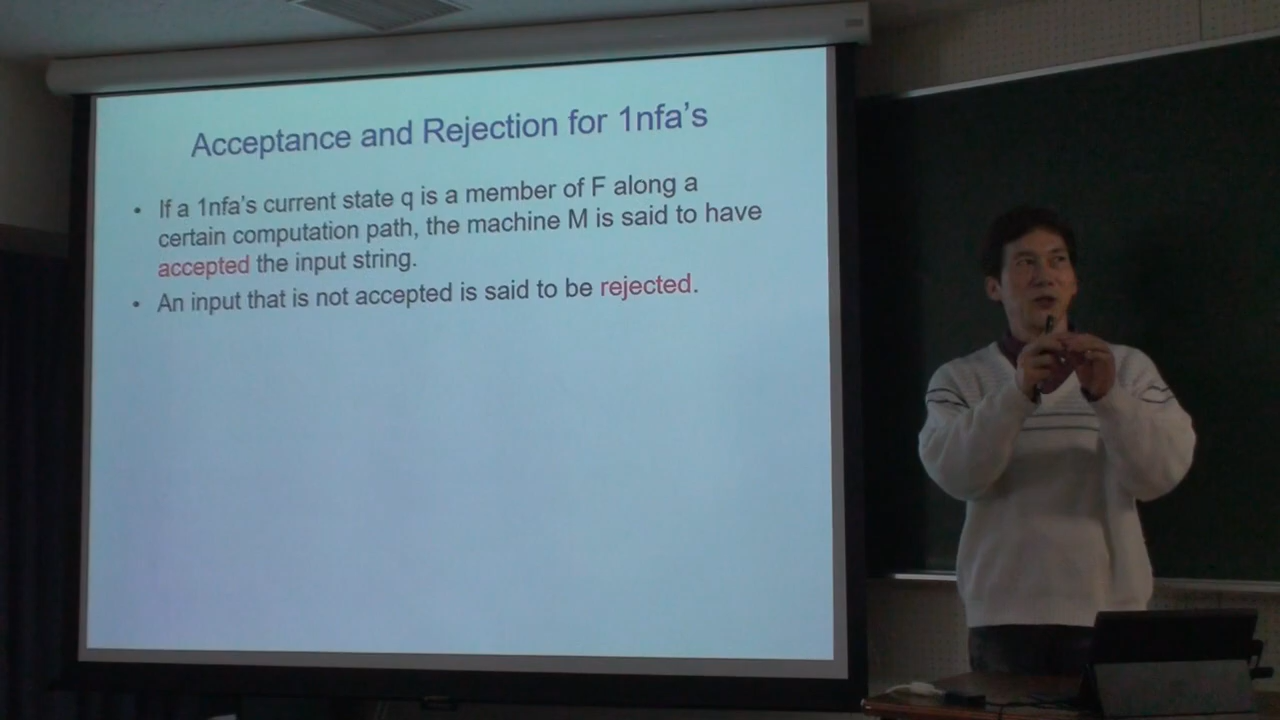 Acceptance and Rejection for 1nfa's
• If a 1nfa's current state q is a member of F along a
certain computation path, the machine M is said to have
accepted the input string.
• An input that is not accepted is said to be rejected.